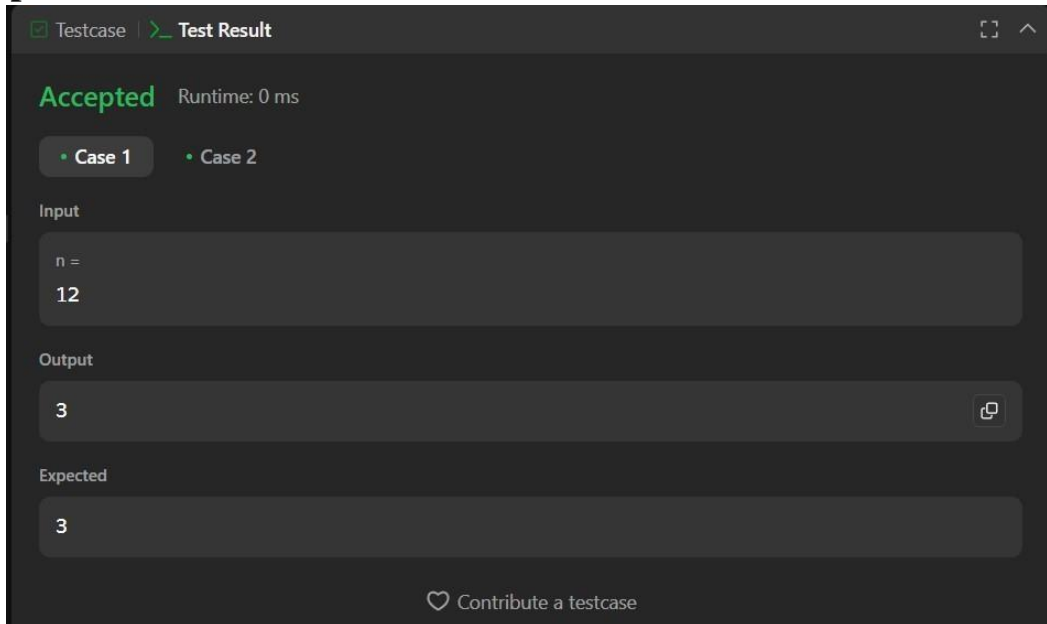 Testcase | >_ Test Result
Accepted Runtime: 0 ms
• Case 1 • Case 2
Input
n =
12
Output
3
Expected
3
Contribute a testcase